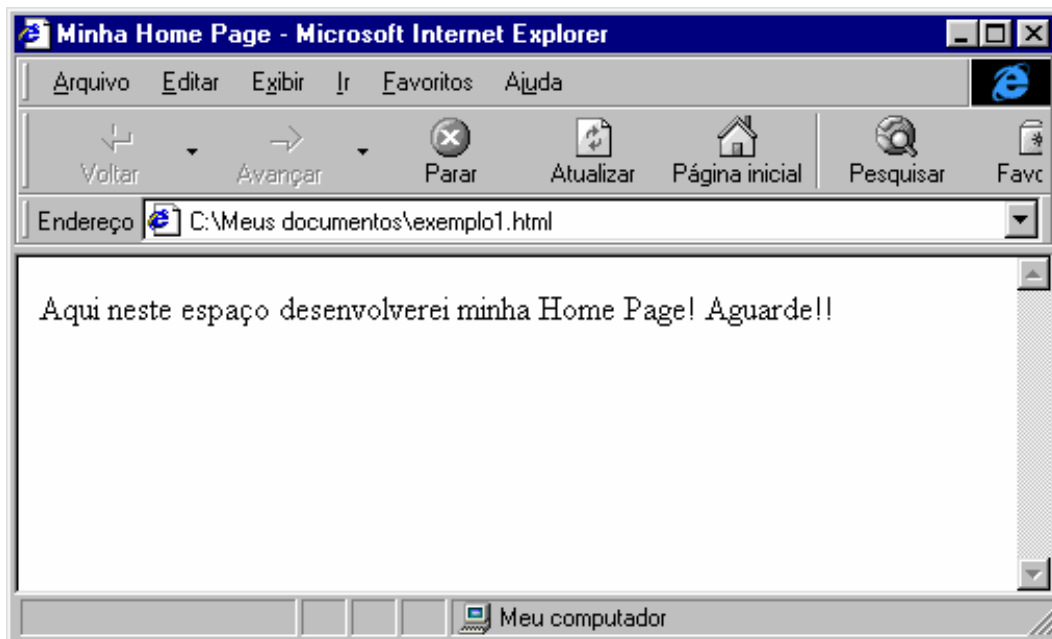 Minha Home Page - Microsoft Internet Explorer
Arquivo Editar Exibir Ir Favoritos Ajuda
Voltar Avançar Parar Atualizar Página inicial Pesquisar Favc
Endereço C:\Meus documentos\exemplo1.html
Aqui neste espaço desenvolverei minha Home Page! Aguarde!!
Meu computador